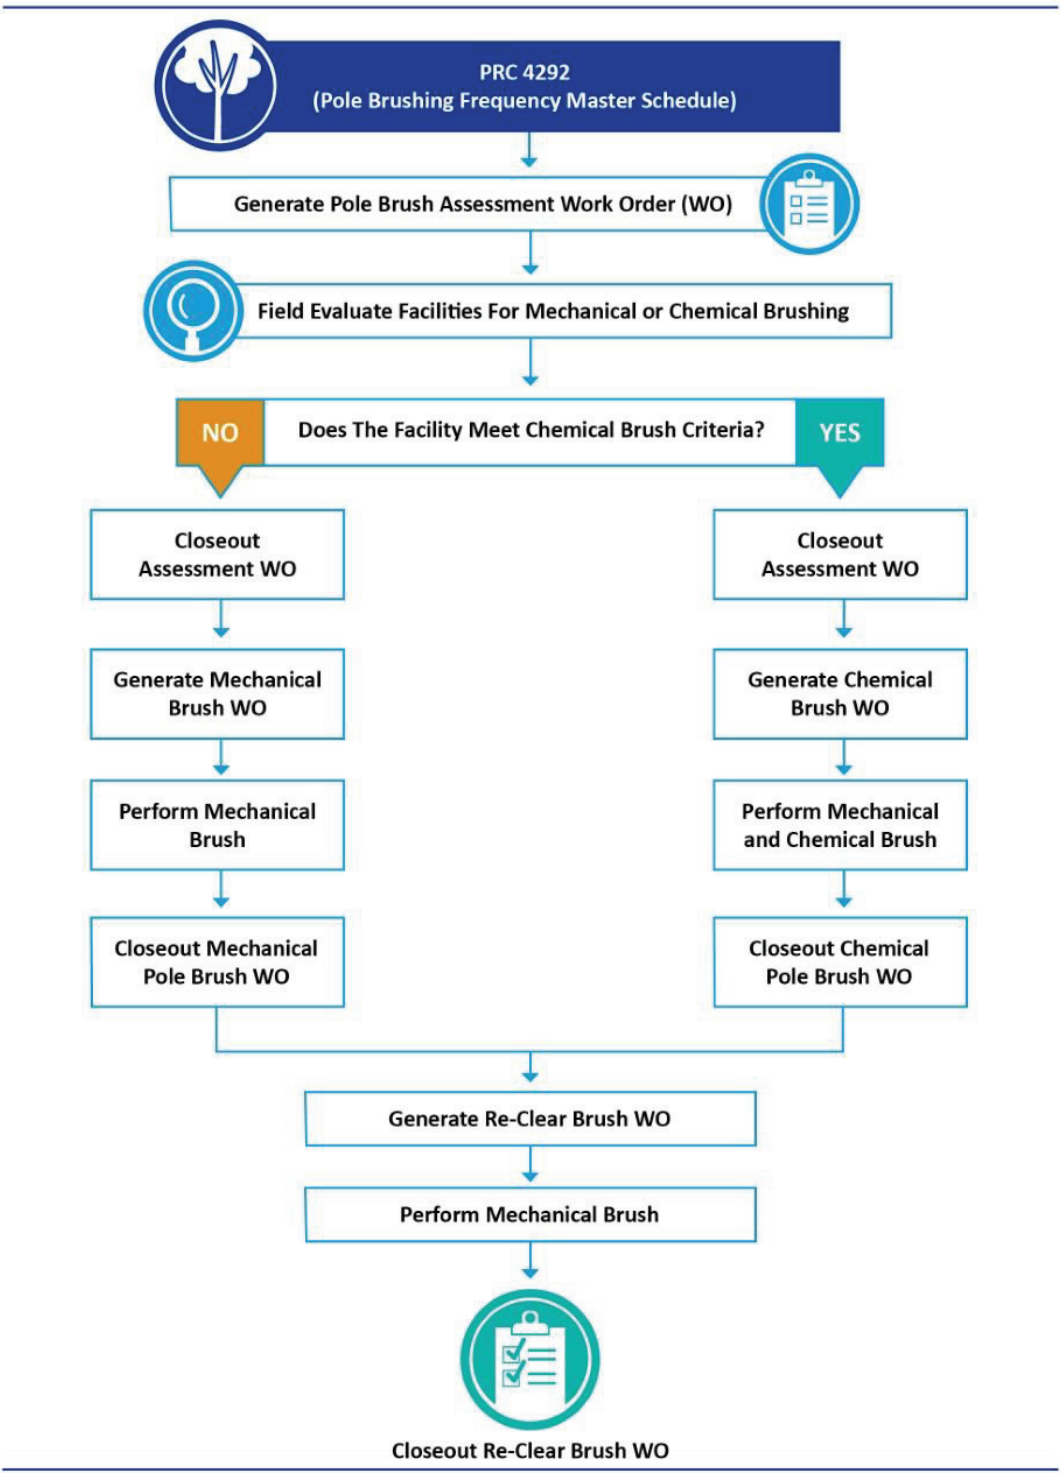 PRC 4292
(Pole Brushing Frequency Master Schedule)
Generate Pole Brush Assessment Work Order (WO)
Field Evaluate Facilities For Mechanical or Chemical Brushing
NO
Does The Facility Meet Chemical Brush Criteria?
YES
Closeout
Assessment WO
Generate Mechanical
Brush WO
Perform Mechanical
Brush
Closeout Mechanical
Pole Brush WO
Closeout
Assessment WO
Generate Chemical
Brush WO
Perform Mechanical
and Chemical Brush
Closeout Chemical
Pole Brush WO
Generate Re-Clear Brush WO
Perform Mechanical Brush
Closeout Re-Clear Brush WO